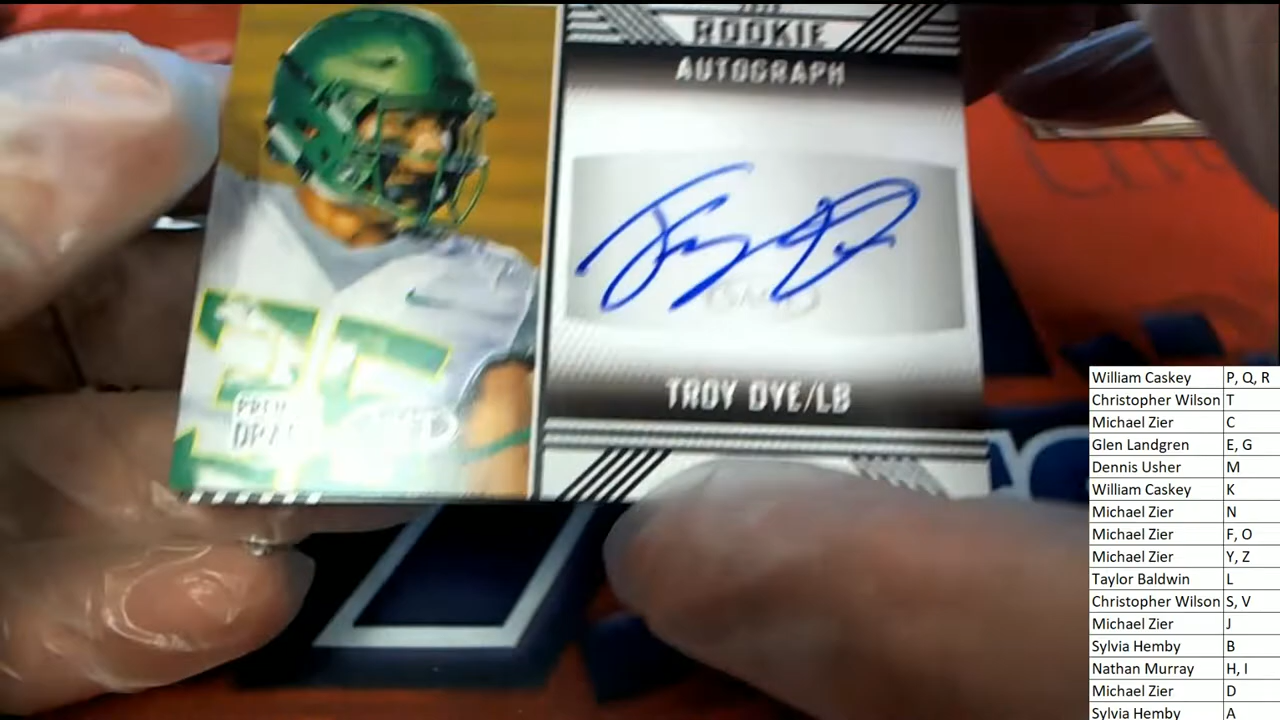 ROOKIE
AUTOGRAPH
TROY DYE/LB
William Caskey P, Q, R
Christopher Wilson T
Michael Zier C
Glen Landgren E, G
Dennis Usher M
William Caskey K
Michael Zier N
Michael Zier F, O
Michael Zier Y, Z
Taylor Baldwin L
Christopher Wilson S, V
Michael Zier J
Sylvia Hemby B
Nathan Murray H, I
Michael Zier D
Sylvia Hemby A